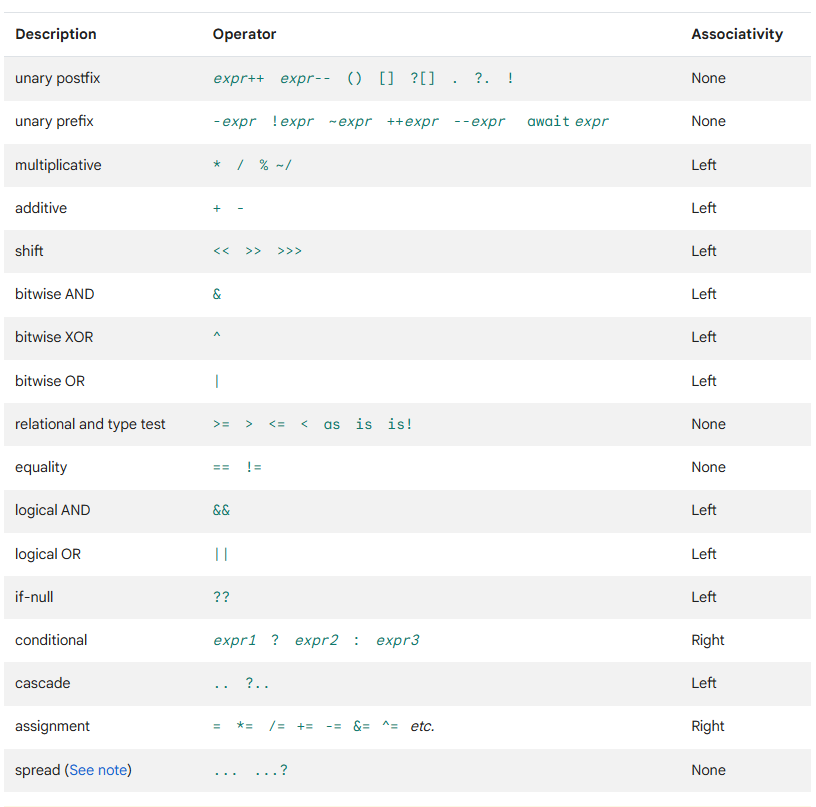 Description Operator Associativity
unary postfix expr++ expr-- () [] ?[] . ?. ! None
unary prefix -expr !expr ~expr ++expr --expr await expr None
multiplicative * / % ~/ Left
additive + - Left
shift << >> >>> Left
bitwise AND & Left
bitwise XOR ^ Left
bitwise OR | Left
relational and type test >= > <= < as is is! None
equality == != None
logical AND && Left
logical OR || Left
if-null ?? Left
conditional expr1 ? expr2 : expr3 Right
cascade .. ?.. Left
assignment = *= /= += -= &= ^= etc. Right
spread (See note) ... ...? None